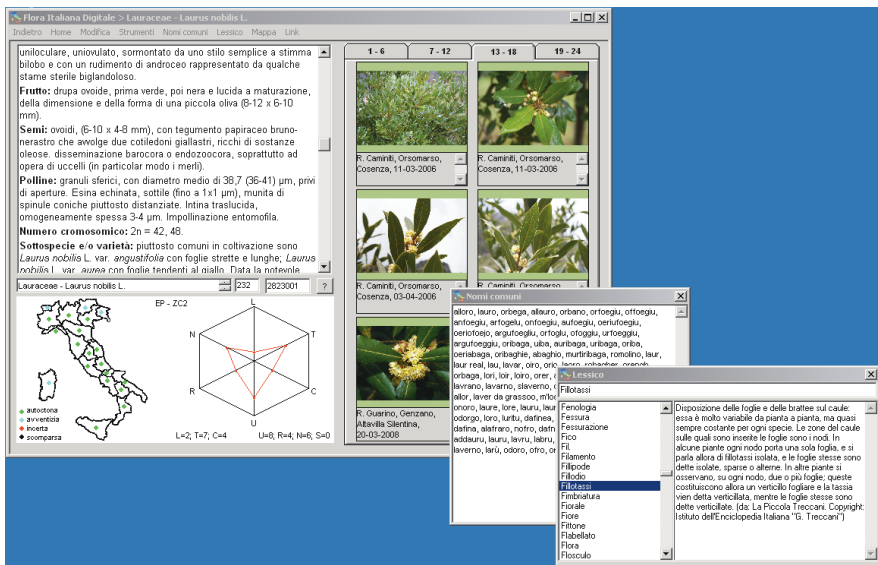 Flora Italiana Digitale > Lauraceae - Laurus nobilis L.
Indietro Home Modifica Strumenti Nomi comuni Lessico Mappa Link
uniloculare, uniovulato, sormontato da uno stilo semplice a stimma
bilobo e con un rudimento di androceo rappresentato da qualche
stame sterile biglandoloso.
Frutto: drupa ovoide, prima verde, poi nera e lucida a maturazione,
della dimensione e della forma di una piccola oliva (8-12 x 6-10
mm).
Semi: ovoidi, (6-10 x 4-8 mm), con tegumento papiraceo bruno-
nerastro che avvolge due cotiledoni giallastri, ricchi di sostanze
oleose. disseminazione barocora o endozoocora, soprattutto ad
opera di uccelli (in particolar modo i merli).
Polline: granuli sferici, con diametro medio di 38,7 (36-41) µm, privi
di aperture. Esina echinata, sottile (fino a 1x1 µm), munita di
spinule coniche piuttosto distanziate. Intina traslucida,
omogeneamente spessa 3-4 µm. Impollinazione entomofila.
Numero cromosomico: 2n = 42, 48.
Sottospecie e/o varietà: piuttosto comuni in coltivazione sono
Laurus nobilis L. var. angustifolia con foglie strette e lunghe; Laurus
nobilis L. var. aurea con foglie tendenti al giallo. Data la notevole
Lauraceae - Laurus nobilis L. 232 2823001 ?
EP - ZC2
L
N T
R C
U
autoctona
avventizia
incerta
scomparsa
L=2; T=7; C=4 U=8; R=4; N=6; S=0
1 - 6 7 - 12 13 - 18 19 - 24
R. Caminiti, Orsomarso,
Cosenza, 11-03-2006
R. Caminiti, Orsomarso,
Cosenza, 11-03-2006
R. Caminiti, Orsomarso,
Cosenza, 03-04-2006
R. Guarino, Genzano,
Altavilla Silentina,
20-03-2008
Nomi comuni
alloro, lauro, orbega, allauro, orbano, ortoegiu, offoegiu,
antoegiu, artogelu, onfoegiu, aufoegiu, oeriufoegiu,
oeriofoejo, argufoegliu, orfoglu, ofoggiu, urfoeggiu,
argufoeggiu, oribaga, uiba, auribaga, uribaga, oriba,
oeriabaga, oribaghie, abaghio, murtiribaga, romolino, laur,
laur real, lau, lavar, oiro,
orbaga, lori, loir, loiro, orer,
lavrano, lavarno, slaverno,
allor, laver da grassoo,
onoro, laure, lore, lauru,
odorgo, loro, luritu, dafinea,
dafina, alafraro, nofro,
addauru, lauru, lavru, labru,
laverno, larù, odoro, ofro,
Lessico
Fillotassi
Fenologia
Fessura
Fessurazione
Fico
Fil.
Filamento
Fillipode
Fillodio
Fillotassi
Fimbriatura
Fiorale
Fiore
Fittone
Flabellato
Flora
Flosculo
Disposizione delle foglie e delle brattee sul caule:
essa è molto variabile da pianta a pianta, ma quasi
sempre costante per ogni specie. Le zone del caule
sulle quali sono inserite le foglie sono i nodi. In
alcune piante ogni nodo porta una sola foglia, e si
parla allora di fillotassi isolata, e le foglie stesse sono
dette isolate, sparse o alterne. In altre piante si
osservano, su ogni nodo, due o più foglie; queste
costituiscono allora un verticillo fogliare e la tassia
vien detta verticillata, mentre le foglie stesse sono
dette verticillate. (da: La Piccola Treccani. Copyright:
Istituto dell'Enciclopedia Italiana "G. Treccani")